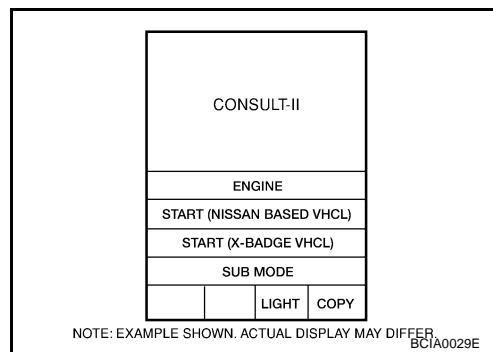 CONSULT-II
ENGINE
START (NISSAN BASED VHCL)
START (X-BADGE VHCL)
SUB MODE
LIGHT COPY
NOTE: EXAMPLE SHOWN. ACTUAL DISPLAY MAY DIFFER.
BCIA0029E